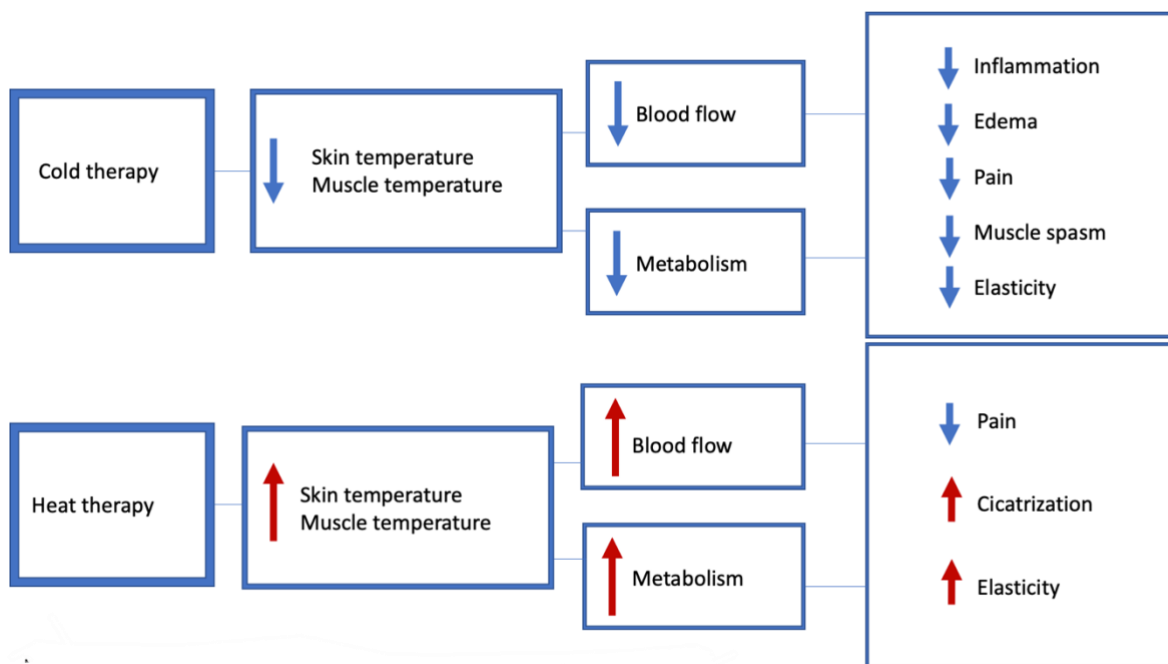 Cold therapy
Skin temperature
Muscle temperature
Blood flow
Metabolism
Inflammation
Edema
Pain
Muscle spasm
Elasticity
Heat therapy
Skin temperature
Muscle temperature
Blood flow
Metabolism
Pain
Cicatrization
Elasticity